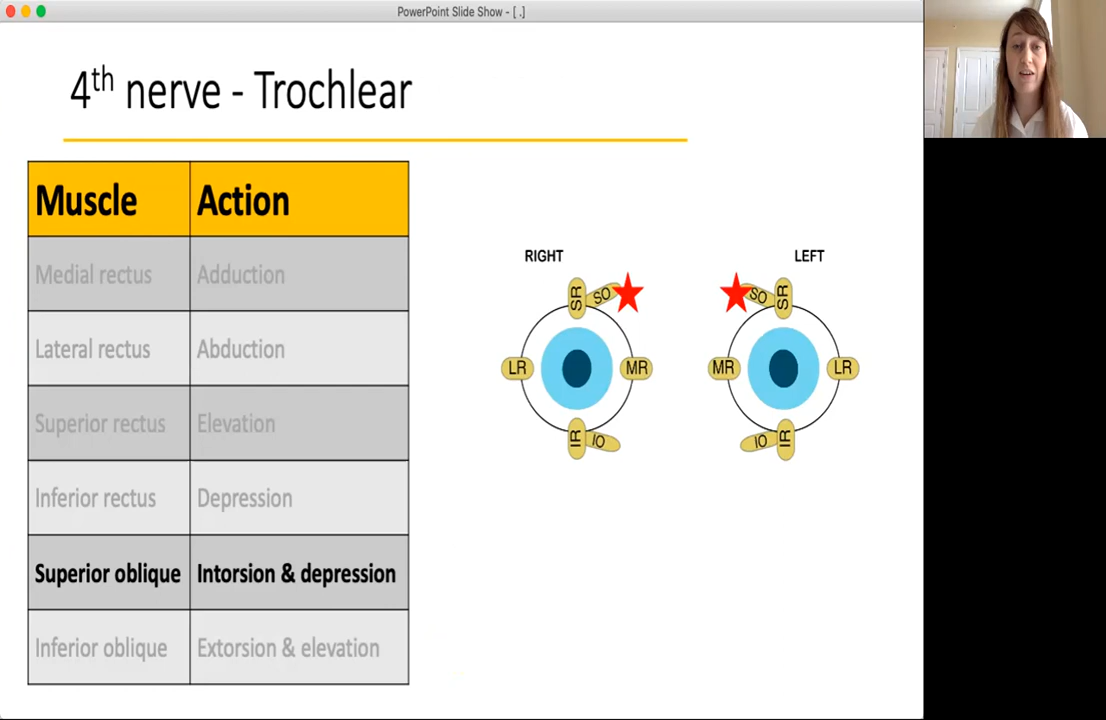 PowerPoint Slide Show - [ .]
4th nerve - Trochlear
Muscle Action
Medial rectus Adduction
Lateral rectus Abduction
Superior rectus Elevation
Inferior rectus Depression
Superior oblique Intorsion & depression
Inferior oblique Extorsion & elevation
RIGHT LEFT
SR SO SO SR
LR MR MR LR
IR IO IO IR